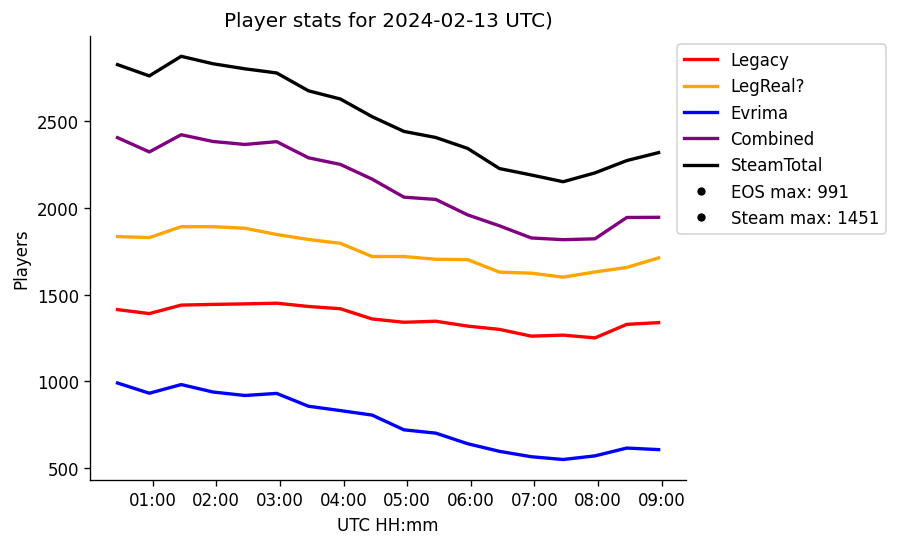 Player stats for 2024-02-13 UTC)
Legacy
LegReal?
Evrima
Combined
SteamTotal
EOS max: 991
Steam max: 1451
Players
2500
2000
1500
1000
500
01:00 02:00 03:00 04:00 05:00 06:00 07:00 08:00 09:00
UTC HH:mm